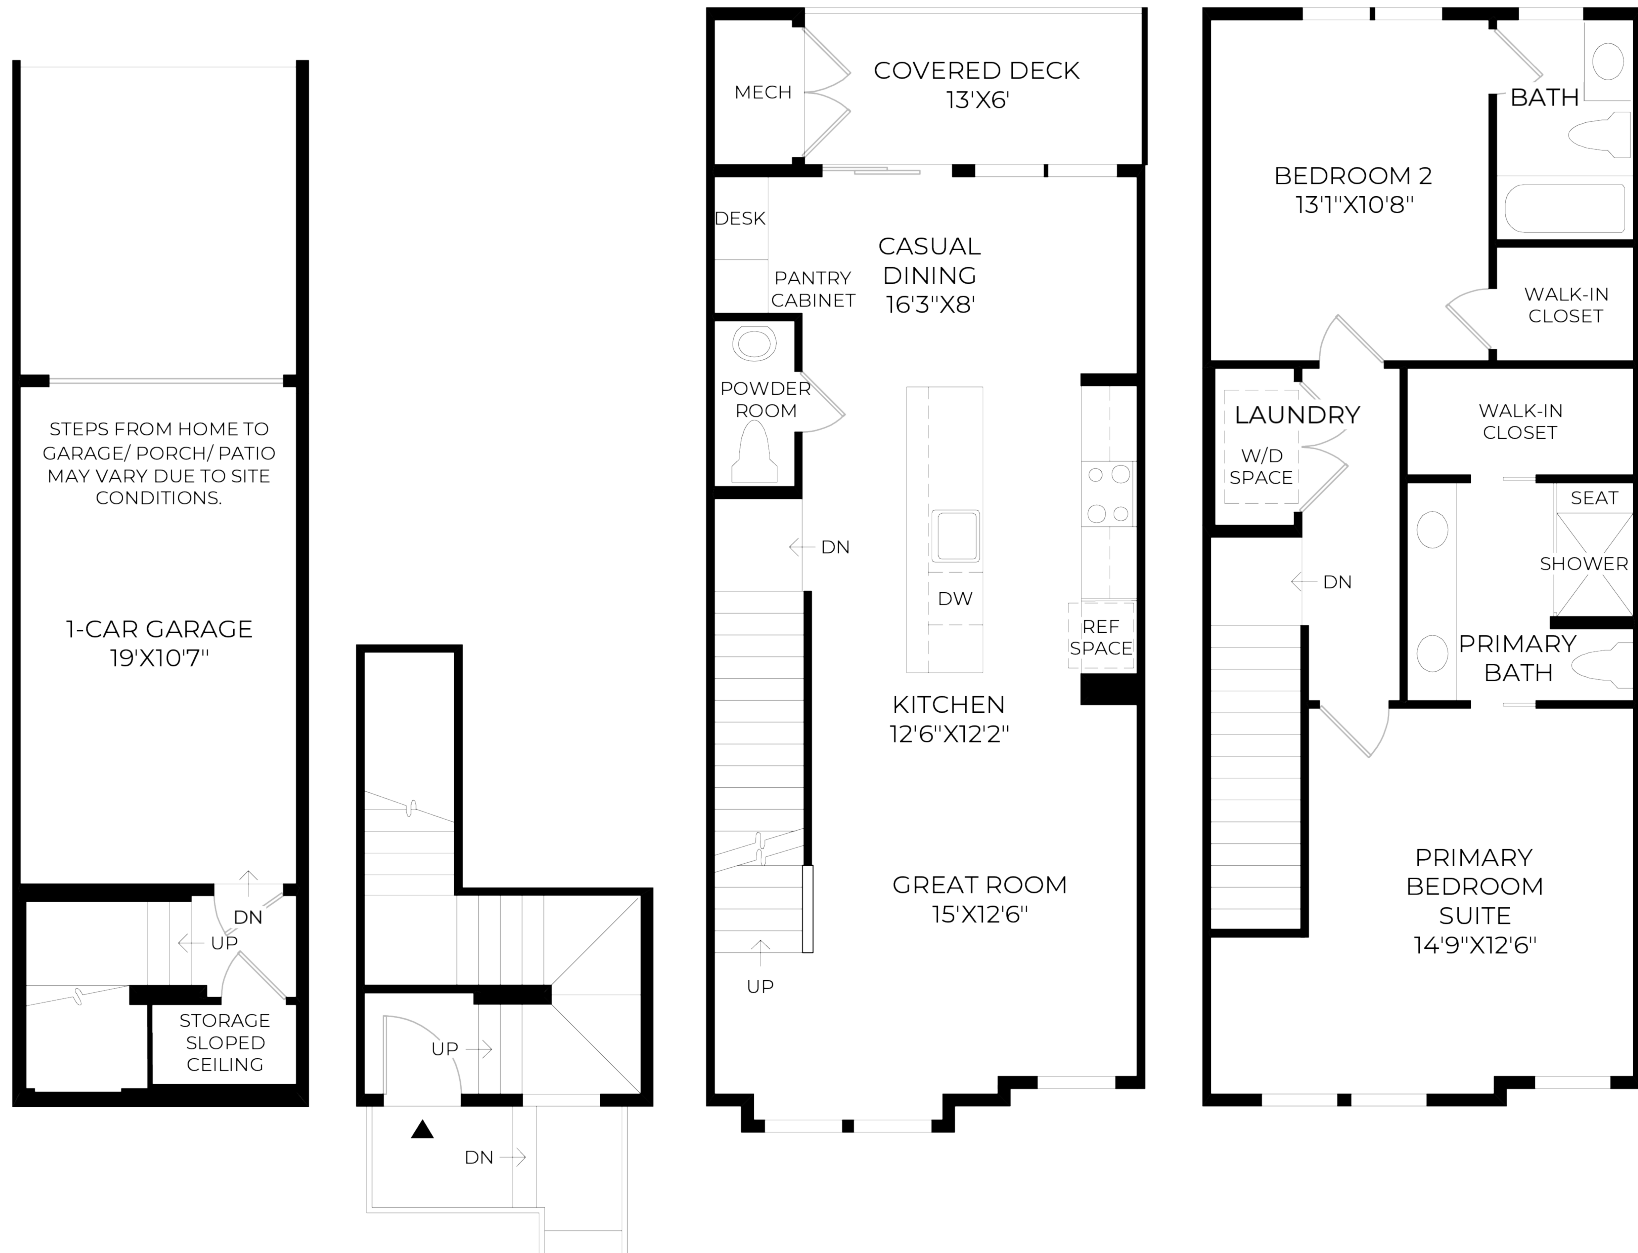 STEPS FROM HOME TO
GARAGE/ PORCH/ PATIO
MAY VARY DUE TO SITE
CONDITIONS.
1-CAR GARAGE
19'X10'7"
DN
UP
STORAGE
SLOPED
CEILING
UP
DN
MECH
COVERED DECK
13'X6'
DESK
PANTRY
CABINET
CASUAL
DINING
16'3"X8'
POWDER
ROOM
DN
DW
REF
SPACE
KITCHEN
12'6"X12'2"
GREAT ROOM
15'X12'6"
UP
BATH
BEDROOM 2
13'1"X10'8"
WALK-IN
CLOSET
LAUNDRY
W/D
SPACE
WALK-IN
CLOSET
SEAT
SHOWER
DN
PRIMARY
BATH
PRIMARY
BEDROOM
SUITE
14'9"X12'6"